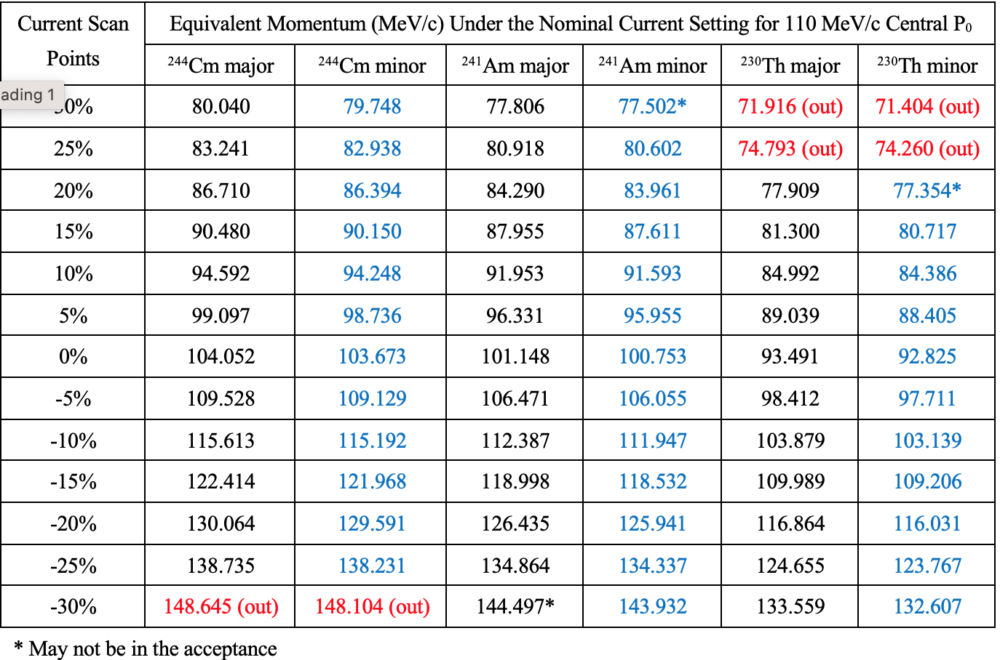 Current Scan Points | Equivalent Momentum (MeV/c) Under the Nominal Current Setting for 110 MeV/c Central P₀
²⁴⁴Cm major | ²⁴⁴Cm minor | ²⁴¹Am major | ²⁴¹Am minor | ²³⁰Th major | ²³⁰Th minor
ading 1
0% | 80.040 | 79.748 | 77.806 | 77.502* | 71.916 (out) | 71.404 (out)
25% | 83.241 | 82.938 | 80.918 | 80.602 | 74.793 (out) | 74.260 (out)
20% | 86.710 | 86.394 | 84.290 | 83.961 | 77.909 | 77.354*
15% | 90.480 | 90.150 | 87.955 | 87.611 | 81.300 | 80.717
10% | 94.592 | 94.248 | 91.953 | 91.593 | 84.992 | 84.386
5% | 99.097 | 98.736 | 96.331 | 95.955 | 89.039 | 88.405
0% | 104.052 | 103.673 | 101.148 | 100.753 | 93.491 | 92.825
-5% | 109.528 | 109.129 | 106.471 | 106.055 | 98.412 | 97.711
-10% | 115.613 | 115.192 | 112.387 | 111.947 | 103.879 | 103.139
-15% | 122.414 | 121.968 | 118.998 | 118.532 | 109.989 | 109.206
-20% | 130.064 | 129.591 | 126.435 | 125.941 | 116.864 | 116.031
-25% | 138.735 | 138.231 | 134.864 | 134.337 | 124.655 | 123.767
-30% | 148.645 (out) | 148.104 (out) | 144.497* | 143.932 | 133.559 | 132.607
* May not be in the acceptance